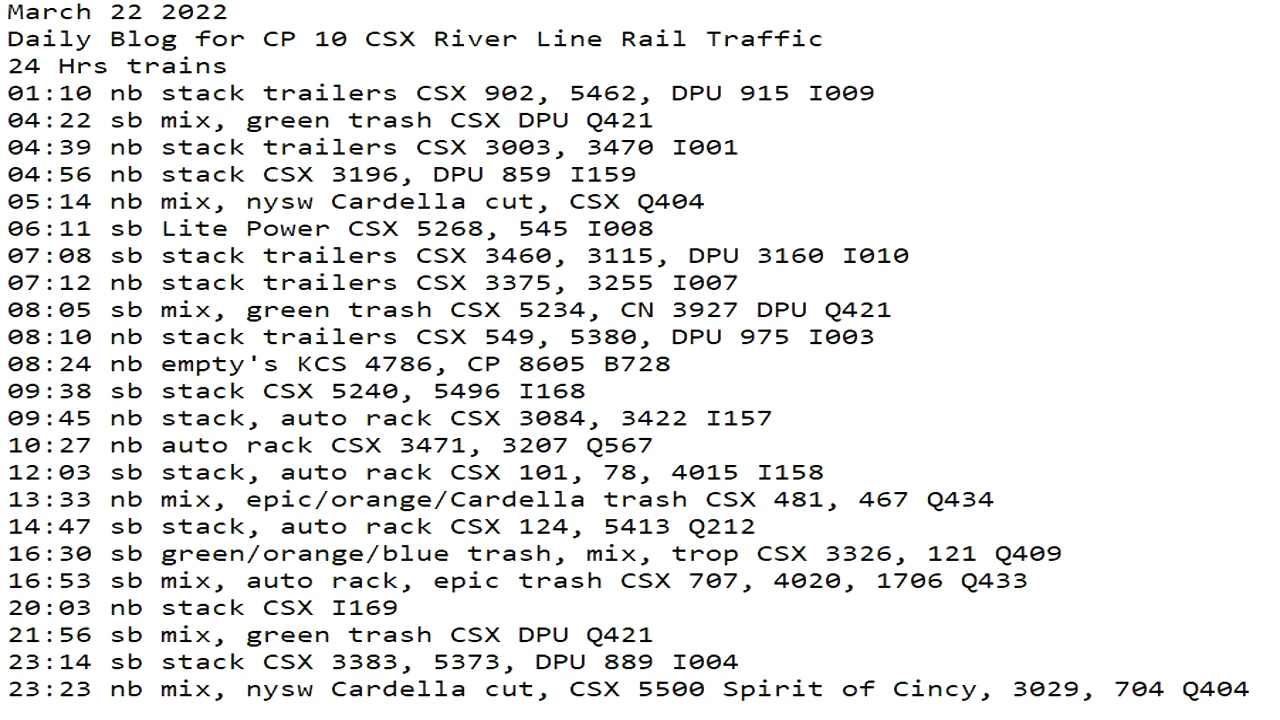 March 22 2022
Daily Blog for CP 10 CSX River Line Rail Traffic
24 Hrs trains
01:10 nb stack trailers CSX 902, 5462, DPU 915 I009
04:22 sb mix, green trash CSX DPU Q421
04:39 nb stack trailers CSX 3003, 3470 I001
04:56 nb stack CSX 3196, DPU 859 I159
05:14 nb mix, nysw Cardella cut, CSX Q404
06:11 sb Lite Power CSX 5268, 545 I008
07:08 sb stack trailers CSX 3460, 3115, DPU 3160 I010
07:12 nb stack trailers CSX 3375, 3255 I007
08:05 sb mix, green trash CSX 5234, CN 3927 DPU Q421
08:10 nb stack trailers CSX 549, 5380, DPU 975 I003
08:24 nb empty's KCS 4786, CP 8605 B728
09:38 sb stack CSX 5240, 5496 I168
09:45 nb stack, auto rack CSX 3084, 3422 I157
10:27 nb auto rack CSX 3471, 3207 Q567
12:03 sb stack, auto rack CSX 101, 78, 4015 I158
13:33 nb mix, epic/orange/Cardella trash CSX 481, 467 Q434
14:47 sb stack, auto rack CSX 124, 5413 Q212
16:30 sb green/orange/blue trash, mix, trop CSX 3326, 121 Q409
16:53 sb mix, auto rack, epic trash CSX 707, 4020, 1706 Q433
20:03 nb stack CSX I169
21:56 sb mix, green trash CSX DPU Q421
23:14 sb stack CSX 3383, 5373, DPU 889 I004
23:23 nb mix, nysw Cardella cut, CSX 5500 Spirit of Cincy, 3029, 704 Q404